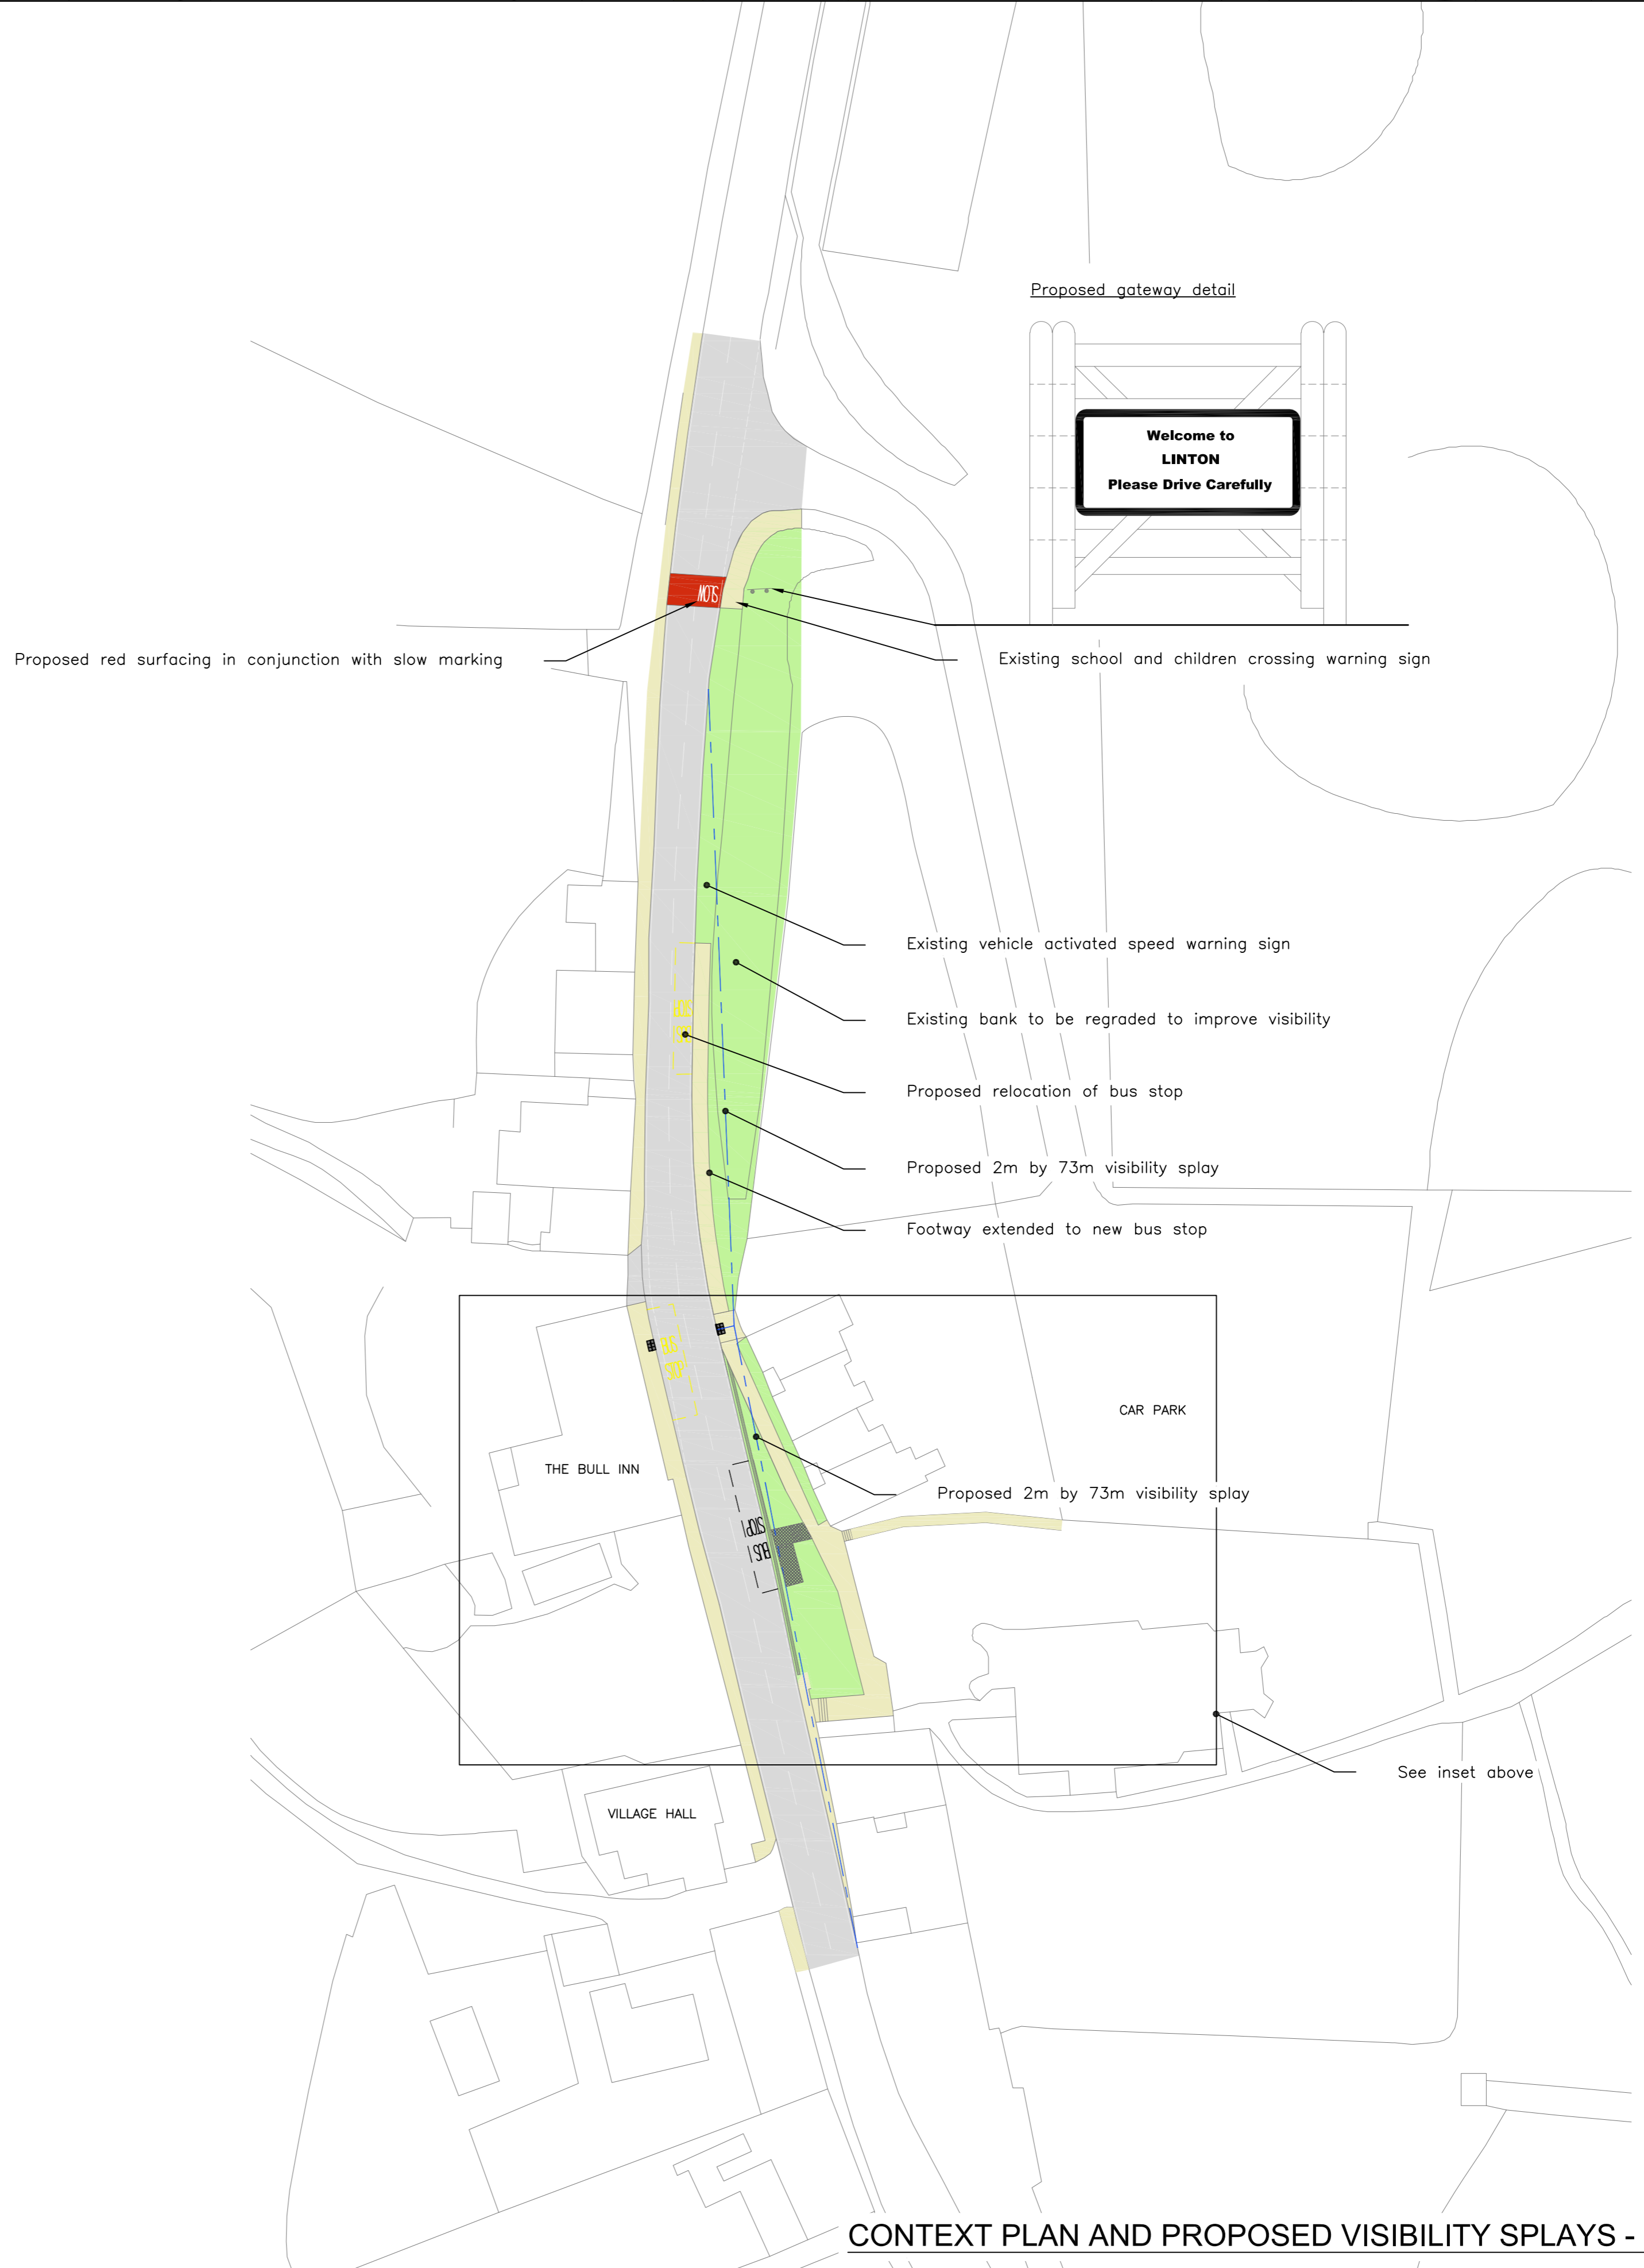 Proposed gateway detail
Welcome to
LINTON
Please Drive Carefully
SLOW
Proposed red surfacing in conjunction with slow marking
Existing school and children crossing warning sign
Existing vehicle activated speed warning sign
Existing bank to be regraded to improve visibility
BUS
STOP
Proposed relocation of bus stop
Proposed 2m by 73m visibility splay
Footway extended to new bus stop
BUS
STOP
CAR PARK
THE BULL INN
Proposed 2m by 73m visibility splay
BUS
STOP
See inset above
VILLAGE HALL
CONTEXT PLAN AND PROPOSED VISIBILITY SPLAYS -